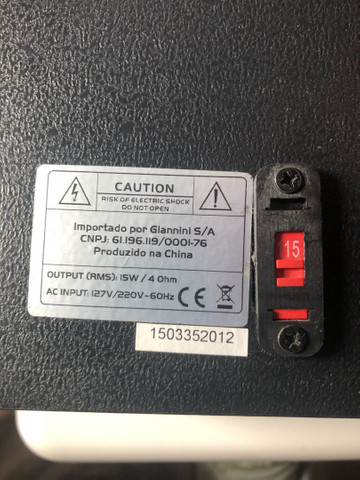 CAUTION
RISK OF ELECTRIC SHOCK
DO NOT OPEN
Importado por Giannini S/A
CNPJ: 61.196.119/0001-76
Produzido na China
OUTPUT (RMS): 15W / 4 Ohm
AC INPUT: 127V/220V-60Hz CE
1503352012
15